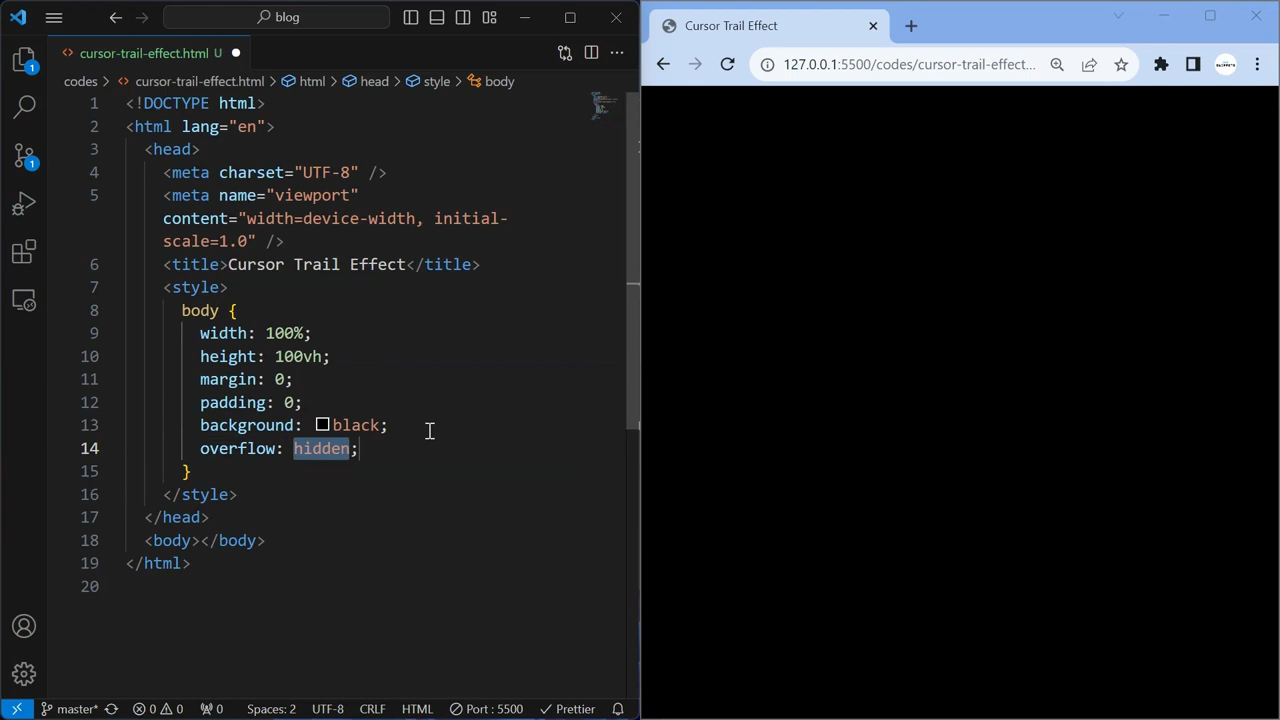 blog
cursor-trail-effect.html U
codes > cursor-trail-effect.html > html > head > style > body
1 <!DOCTYPE html>
2 <html lang="en">
3 <head>
4 <meta charset="UTF-8" />
5 <meta name="viewport"
content="width=device-width, initial-
scale=1.0" />
6 <title>Cursor Trail Effect</title>
7 <style>
8 body {
9 width: 100%;
10 height: 100vh;
11 margin: 0;
12 padding: 0;
13 background: black;
14 overflow: hidden;
15 }
16 </style>
17 </head>
18 <body></body>
19 </html>
20
1
1
master* 0 0 0 Spaces: 2 UTF-8 CRLF HTML Port : 5500 Prettier
Cursor Trail Effect
127.0.0.1:5500/codes/cursor-trail-effect...